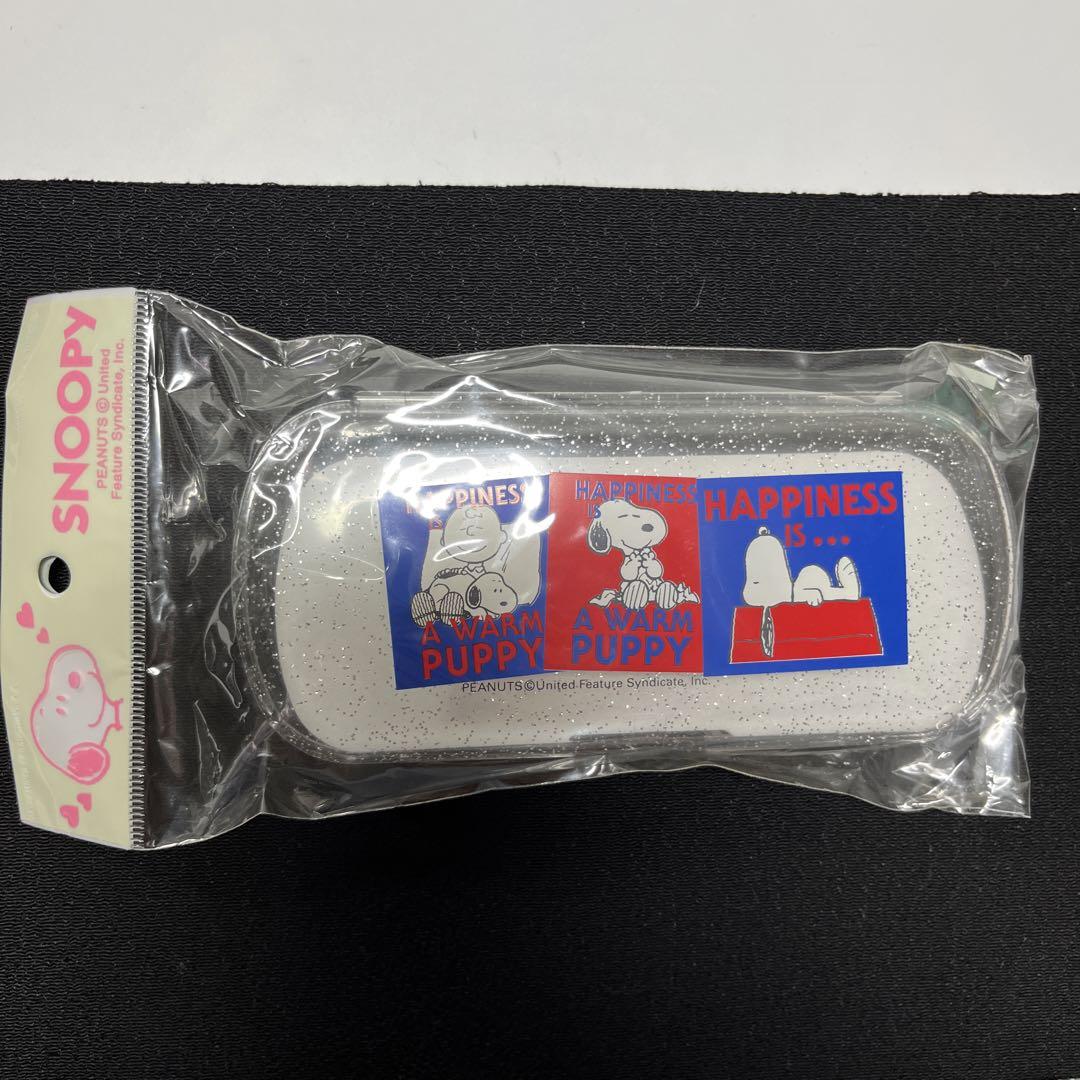 SNOOPY
PEANUTS © United
Feature Syndicate, Inc.
HAPPINESS
IS
A WARM
PUPPY
HAPPINESS
IS
A WARM
PUPPY
HAPPINESS
IS...
PEANUTS©United Feature Syndicate, Inc.